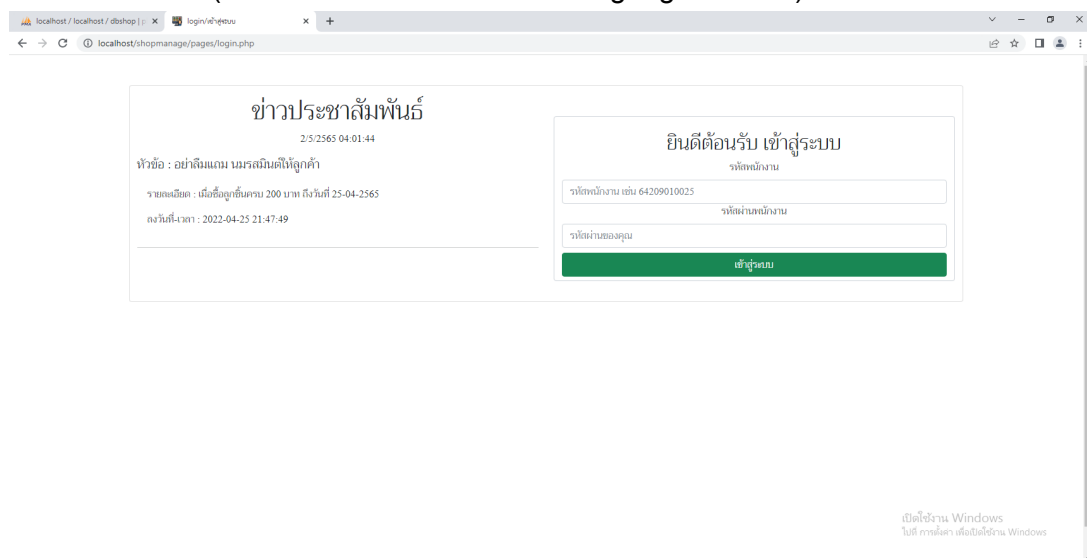 localhost / localhost / dbshop | p
login/เข้าสู่ระบบ
localhost/shopmanage/pages/login.php
ข่าวประชาสัมพันธ์
2/5/2565 04:01:44
หัวข้อ : อย่าลืมแถม นมรสมินต์ให้ลูกค้า
รายละเอียด : เมื่อซื้อลูกชิ้นครบ 200 บาท ถึงวันที่ 25-04-2565
ลงวันที่-เวลา : 2022-04-25 21:47:49
ยินดีต้อนรับ เข้าสู่ระบบ
รหัสพนักงาน
รหัสพนักงาน เช่น 64209010025
รหัสผ่านพนักงาน
รหัสผ่านของคุณ
เข้าสู่ระบบ
เปิดใช้งาน Windows
ไปที่ การตั้งค่า เพื่อเปิดใช้งาน Windows